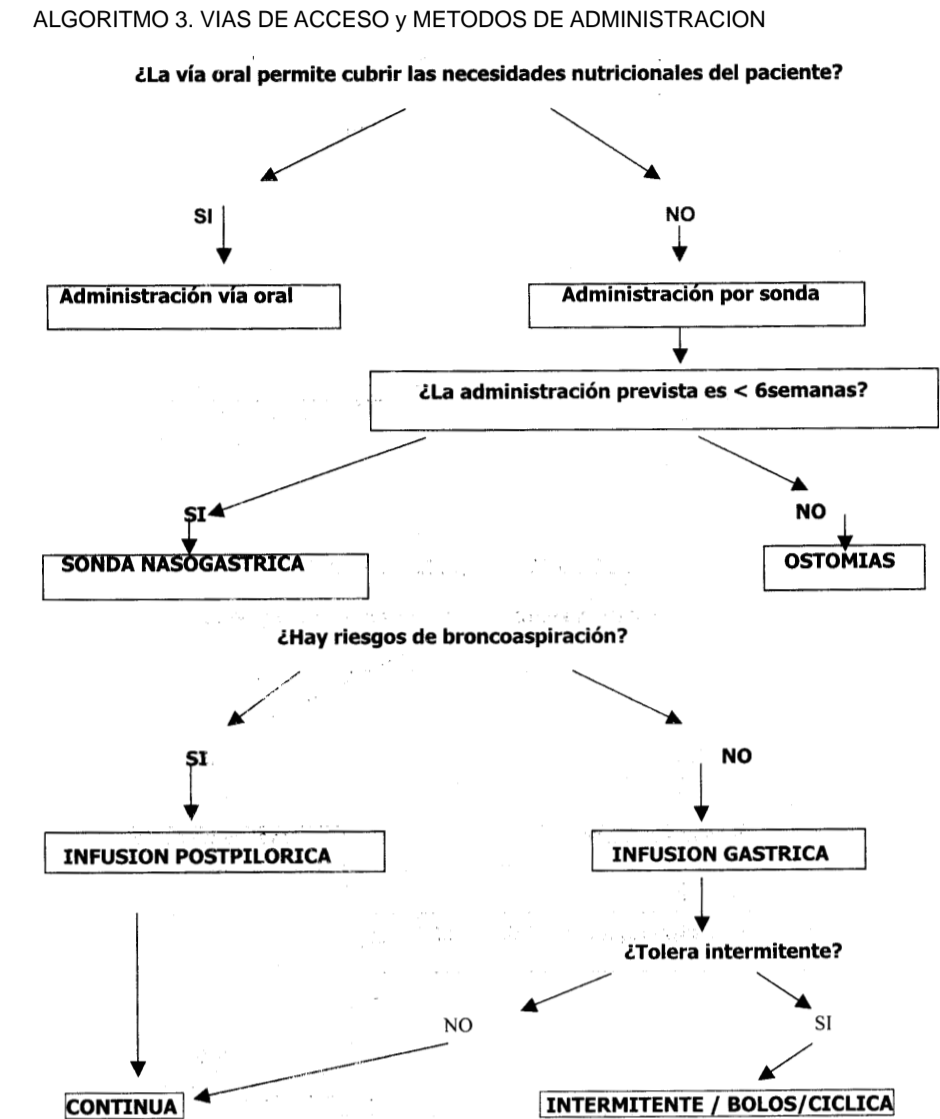 ALGORITMO 3. VIAS DE ACCESO y METODOS DE ADMINISTRACION
¿La vía oral permite cubrir las necesidades nutricionales del paciente?
SI
NO
Administración vía oral
Administración por sonda
¿La administración prevista es < 6semanas?
SI
NO
SONDA NASOGASTRICA
OSTOMIAS
¿Hay riesgos de broncoaspiración?
SI
NO
INFUSION POSTPILORICA
INFUSION GASTRICA
¿Tolera intermitente?
NO
SI
CONTINUA
INTERMITENTE / BOLOS/CICLICA